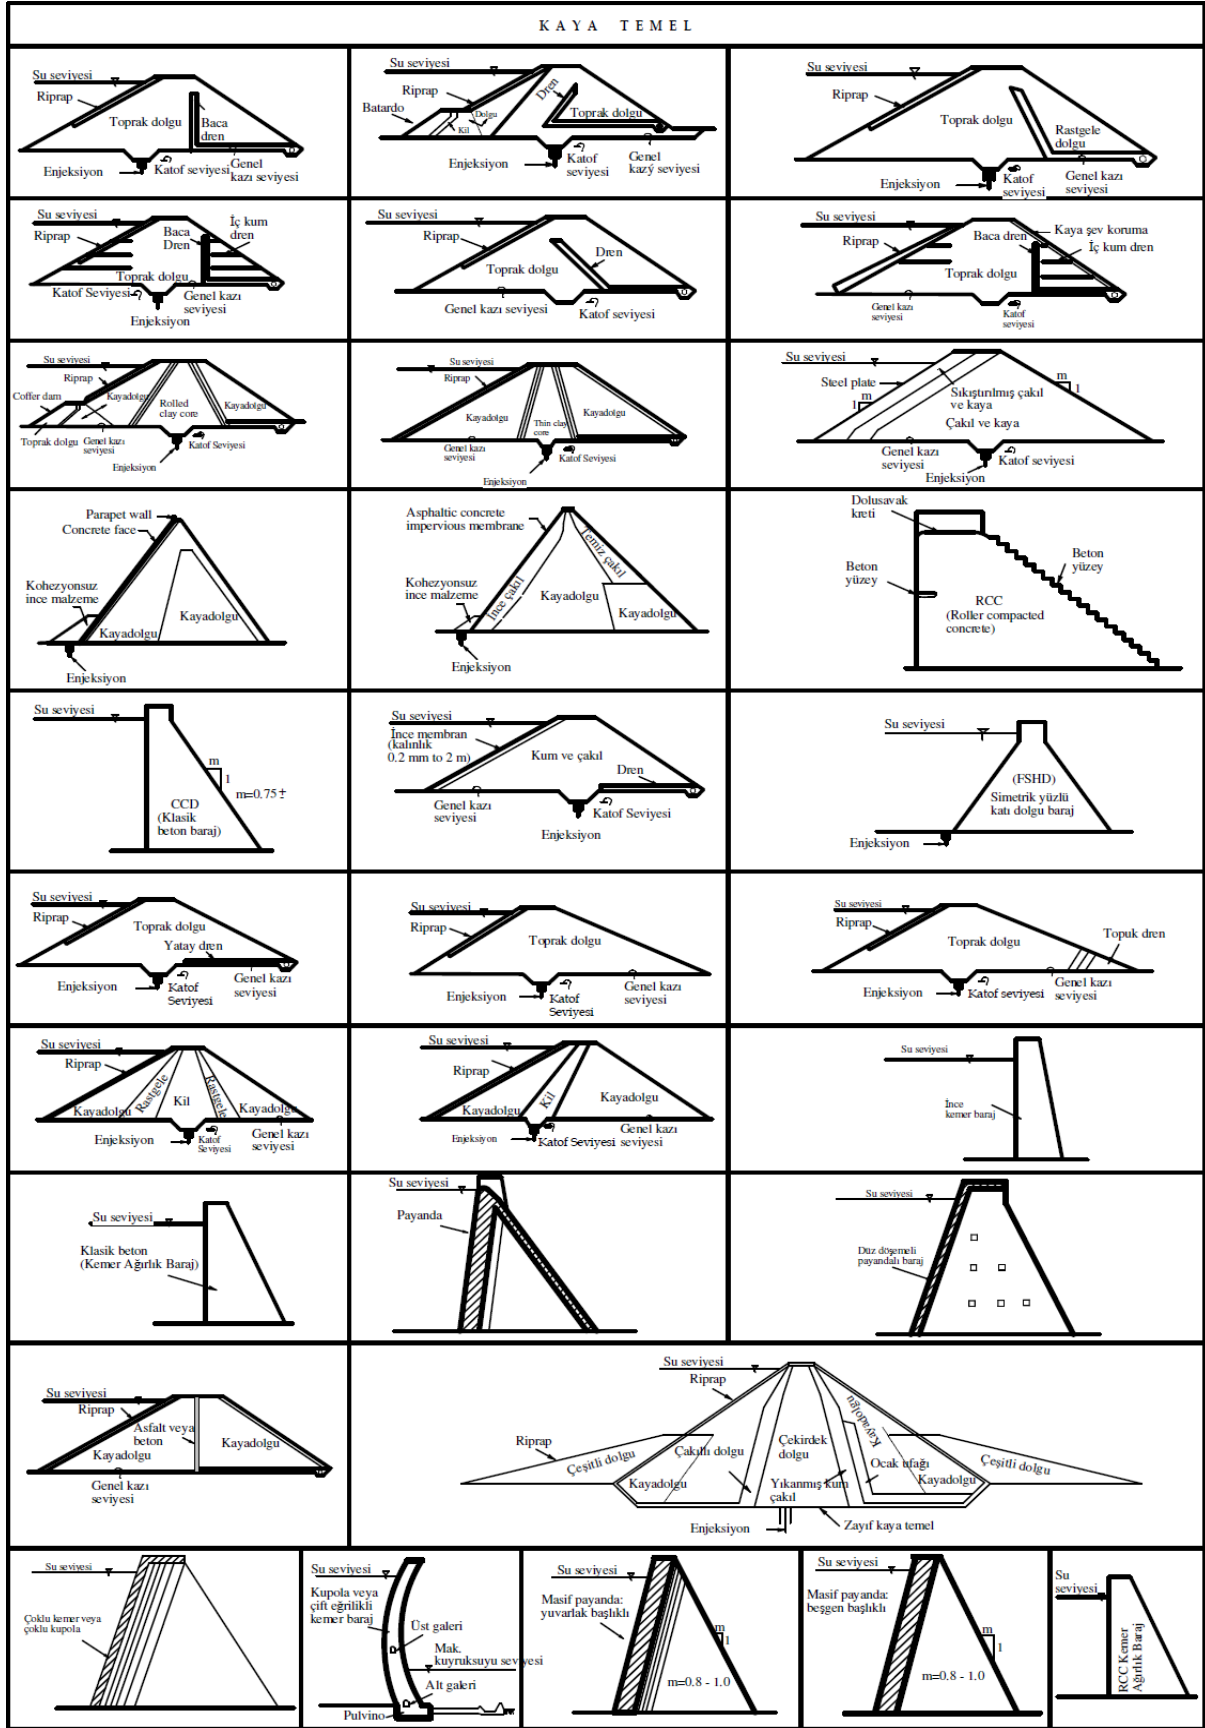 KAYA TEMEL
Su seviyesi
Riprap
Toprak dolgu
Baca
dren
Enjeksiyon
Katof seviyesi
Genel
kazı seviyesi
Su seviyesi
Riprap
Batardo
Kil
Dolgu
Dren
Toprak dolgu
Enjeksiyon
Katof
seviyesi
Genel
kazý seviyesi
Su seviyesi
Riprap
Toprak dolgu
Rastgele
dolgu
Enjeksiyon
Katof
seviyesi
Genel kazı
seviyesi
Su seviyesi
Riprap
Baca
Dren
İç kum
dren
Toprak dolgu
Katof Seviyesi
Genel kazı
seviyesi
Enjeksiyon
Su seviyesi
Riprap
Dren
Toprak dolgu
Genel kazı seviyesi
Katof seviyesi
Su seviyesi
Riprap
Baca dren
Kaya şev koruma
İç kum dren
Toprak dolgu
Genel kazı
seviyesi
Katof
seviyesi
Su seviyesi
Riprap
Coffer dam
Kayadolgu
Rolled
clay core
Kayadolgu
Toprak dolgu
Genel kazı
seviyesi
Katof Seviyesi
Enjeksiyon
Su seviyesi
Riprap
Kayadolgu
Thin clay
core
Kayadolgu
Genel kazı
seviyesi
Katof Seviyesi
Enjeksiyon
Su seviyesi
Steel plate
m
1
m
1
Sıkıştırılmış çakıl
ve kaya
Çakıl ve kaya
Genel kazı
seviyesi
Katof seviyesi
Enjeksiyon
Parapet wall
Concrete face
Kohezyonsuz
ince malzeme
Kayadolgu
Kayadolgu
Enjeksiyon
Asphaltic concrete
impervious membrane
Temiz çakıl
Kohezyonsuz
ince malzeme
İnce çakıl
Kayadolgu
Kayadolgu
Enjeksiyon
Dolusavak
kreti
Beton
yüzey
Beton
yüzey
RCC
(Roller compacted
concrete)
Su seviyesi
m
1
m=0.75±
CCD
(Klasik
beton baraj)
Su seviyesi
İnce membran
(kalınlık
0.2 mm to 2 m)
Kum ve çakıl
Dren
Genel kazı
seviyesi
Katof Seviyesi
Enjeksiyon
Su seviyesi
(FSHD)
Simetrik yüzlü
katı dolgu baraj
Enjeksiyon
Su seviyesi
Riprap
Toprak dolgu
Yatay dren
Enjeksiyon
Katof
Seviyesi
Genel kazı
seviyesi
Su seviyesi
Riprap
Toprak dolgu
Enjeksiyon
Katof
Seviyesi
Genel kazı
seviyesi
Su seviyesi
Riprap
Toprak dolgu
Topuk dren
Enjeksiyon
Katof seviyesi
Genel kazı
seviyesi
Su seviyesi
Riprap
Kayadolgu
Rastgele
Kil
Rastgele
Kayadolgu
Enjeksiyon
Katof
Seviyesi
Genel kazı
seviyesi
Su seviyesi
Riprap
Kayadolgu
Kil
Kayadolgu
Enjeksiyon
Katof Seviyesi
Genel kazı
seviyesi
Su seviyesi
İnce
kemer baraj
Su seviyesi
Klasik beton
(Kemer Ağırlık Baraj)
Su seviyesi
Payanda
Su seviyesi
Düz döşemeli
payandalı baraj
Su seviyesi
Riprap
Asfalt veya
beton
Kayadolgu
Kayadolgu
Genel kazı
seviyesi
Su seviyesi
Riprap
Riprap
Çeşitli dolgu
Kayadolgu
Çakıllı dolgu
Çekirdek
dolgu
Kayadolgu
Ocak ufağı
Kayadolgu
Çeşitli dolgu
Yıkanmış kum
çakıl
Enjeksiyon
Zayıf kaya temel
Su seviyesi
Çoklu kemer veya
çoklu kupola
Su seviyesi
Kupola veya
çift eğrilikli
kemer baraj
Üst galeri
Mak.
kuyruksuyu seviyesi
Alt galeri
Pulvino
Su seviyesi
Masif payanda:
yuvarlak başlıklı
m
1
m=0.8 - 1.0
Su seviyesi
Masif payanda:
beşgen başlıklı
m
1
m=0.8 - 1.0
Su
seviyesi
RCC Kemer
Ağırlık Baraj